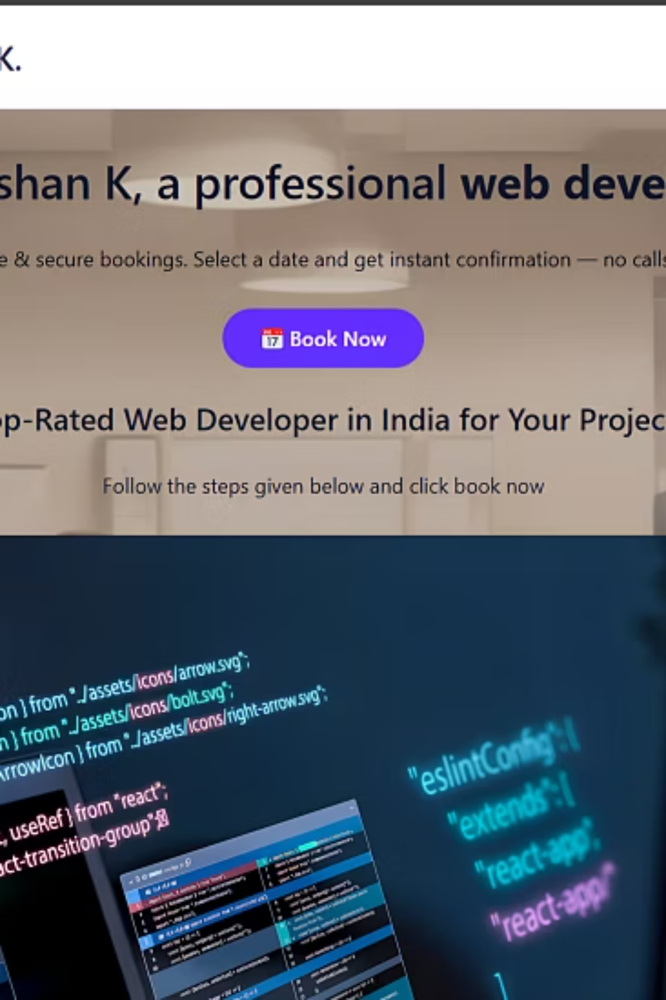 K.
shan K, a professional web deve
e & secure bookings. Select a date and get instant confirmation — no calls
📅 Book Now
op-Rated Web Developer in India for Your Projec
Follow the steps given below and click book now
on } from "../assets/icons/arrow.svg";
n } from "../assets/icons/bolt.svg";
ArrowIcon } from "../assets/icons/right-arrow.svg";
, useRef } from "react";
act-transition-group"
"eslintConfig": {
"extends": [
"react-app",
"react-app/"
]